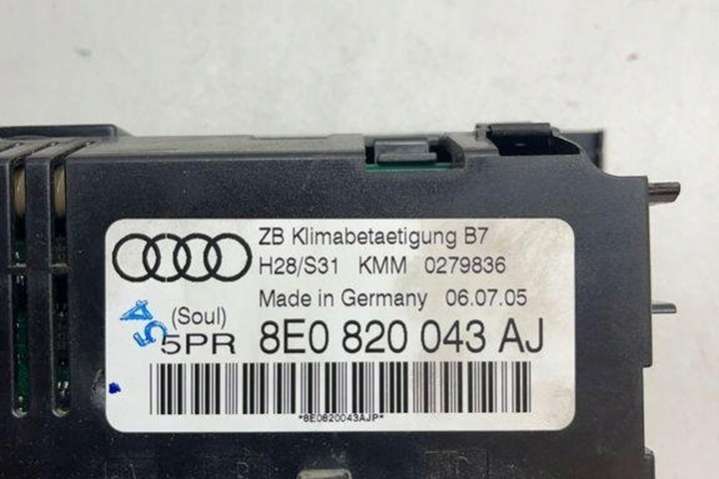 ZB Klimabetaetigung B7
H28/S31 KMM 0279836
Made in Germany 06.07.05
(Soul)
5PR 8E0 820 043 AJ
A5
*8E0820043AJP*